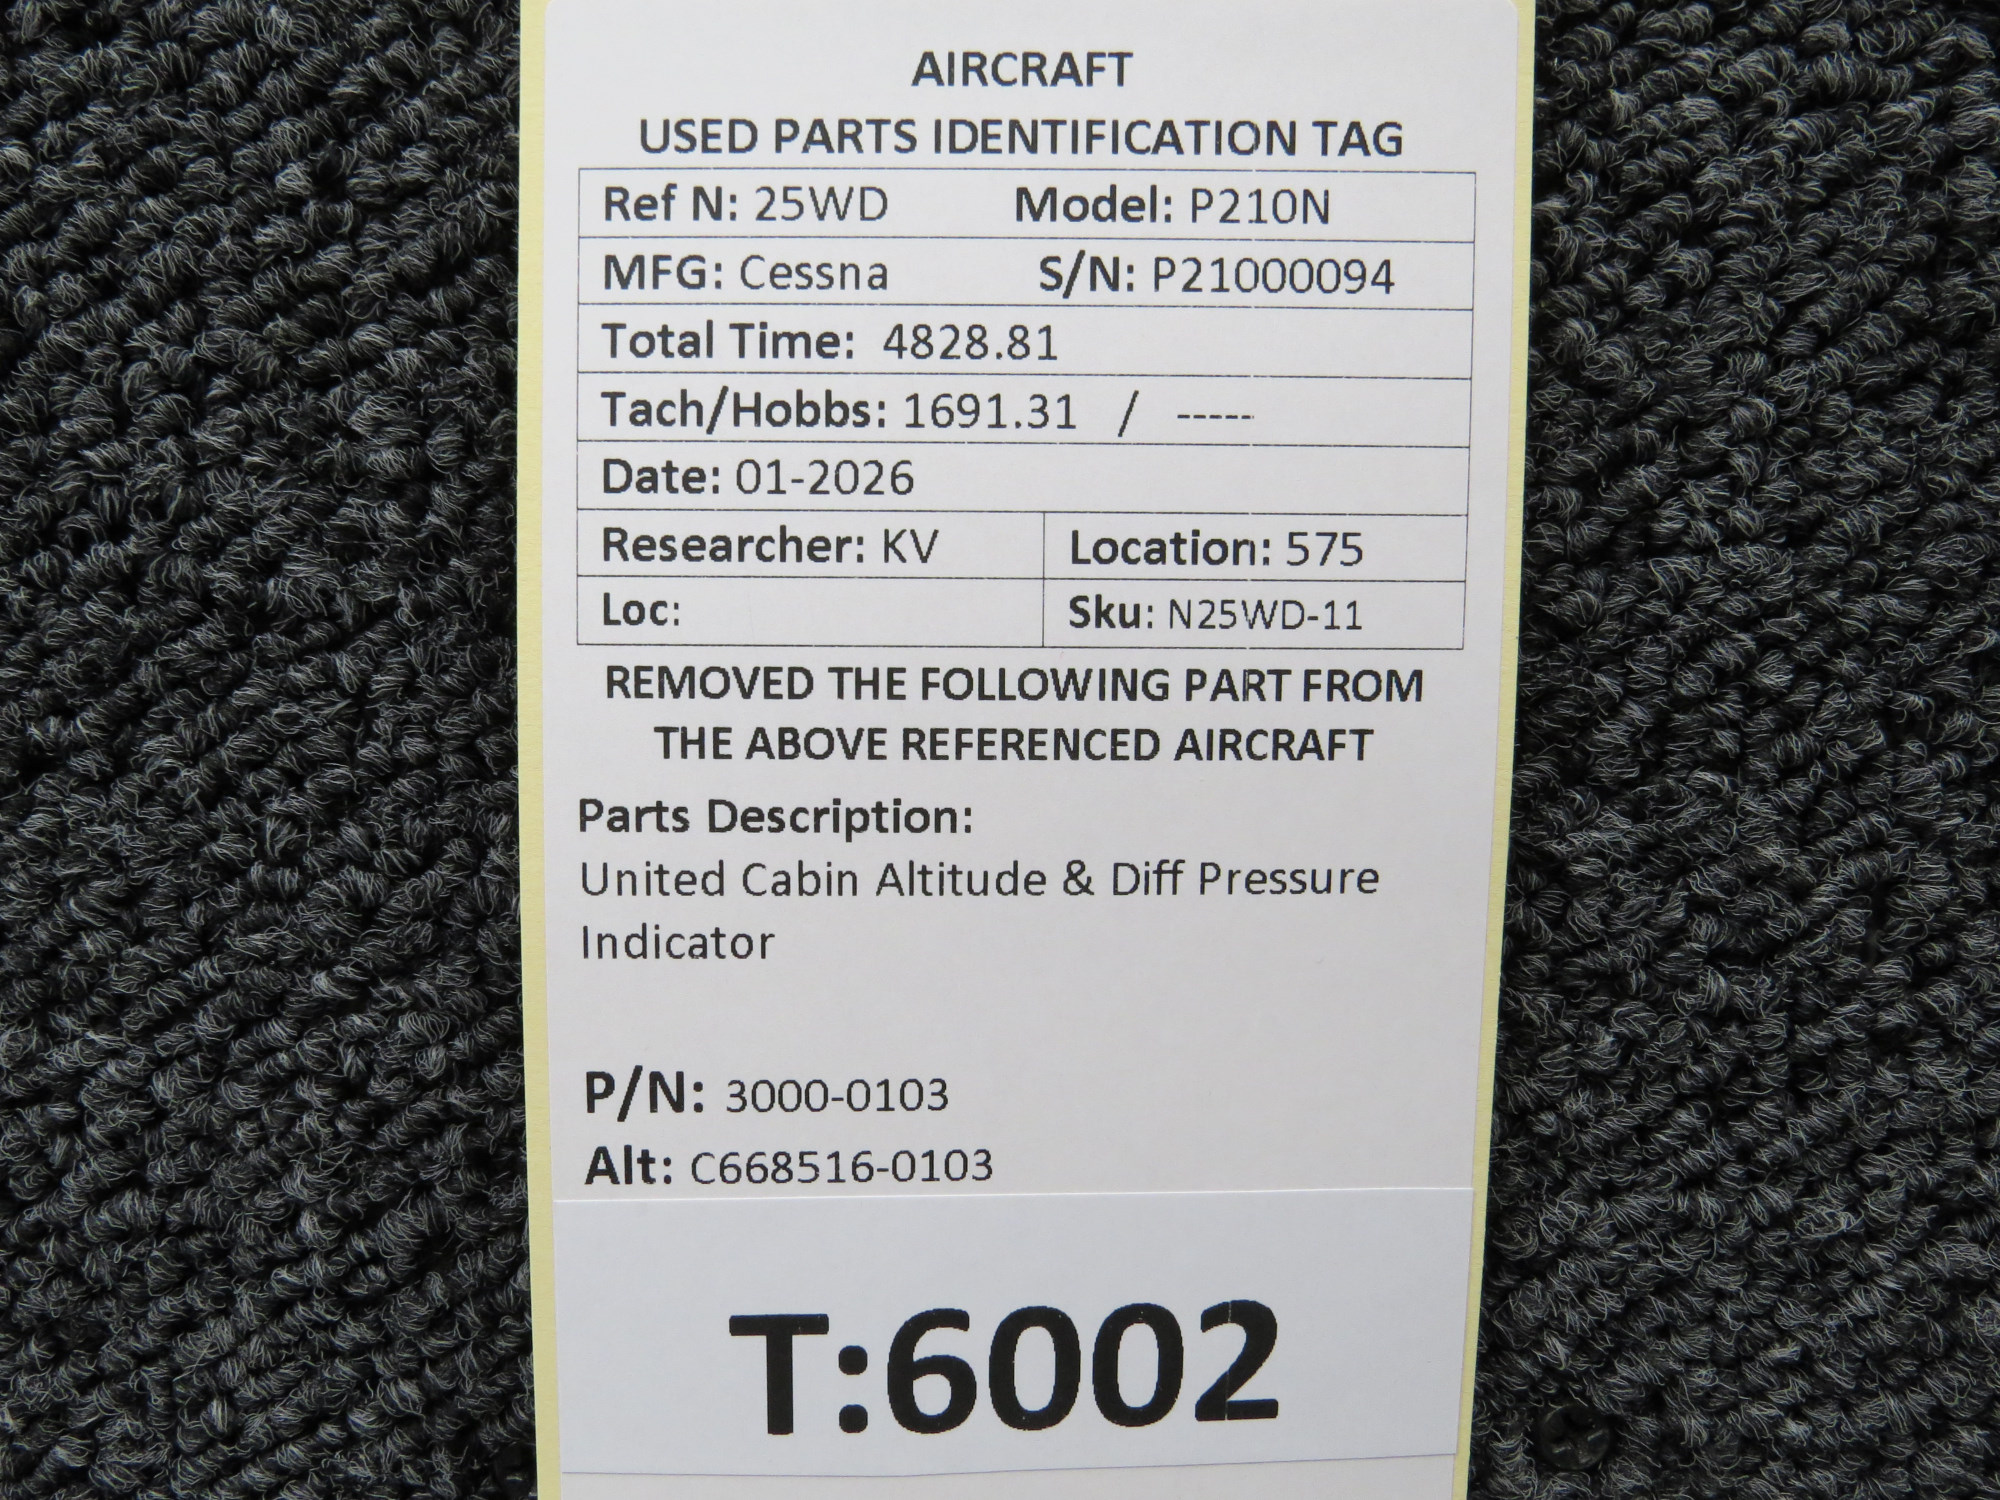 AIRCRAFT
USED PARTS IDENTIFICATION TAG
Ref N: 25WD Model: P210N
MFG: Cessna S/N: P21000094
Total Time: 4828.81
Tach/Hobbs: 1691.31 / -----
Date: 01-2026
Researcher: KV Location: 575
Loc: Sku: N25WD-11
REMOVED THE FOLLOWING PART FROM
THE ABOVE REFERENCED AIRCRAFT
Parts Description:
United Cabin Altitude & Diff Pressure
Indicator
P/N: 3000-0103
Alt: C668516-0103
T:6002